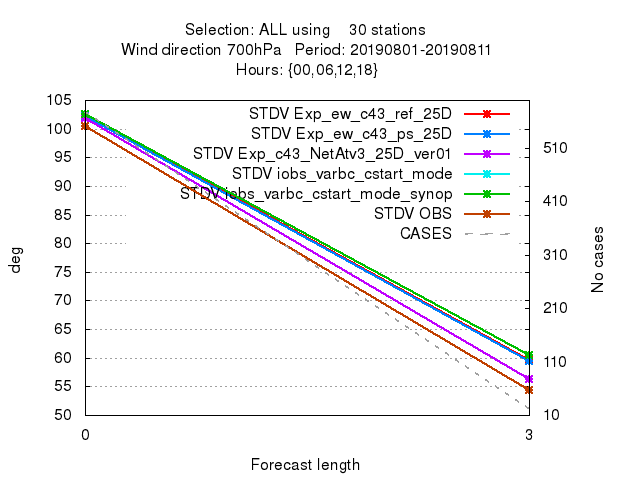 Selection: ALL using 30 stations
Wind direction 700hPa Period: 20190801-20190811
Hours: {00,06,12,18}
105
100
95
90
85
80
75
70
65
60
55
50
deg
STDV Exp_ew_c43_ref_25D
STDV Exp_ew_c43_ps_25D
STDV Exp_c43_NetAtv3_25D_ver01
STDV iobs_varbc_cstart_mode
STDV iobs_varbc_cstart_mode_synop
STDV OBS
CASES
510
410
310
210
110
10
No cases
0
3
Forecast length